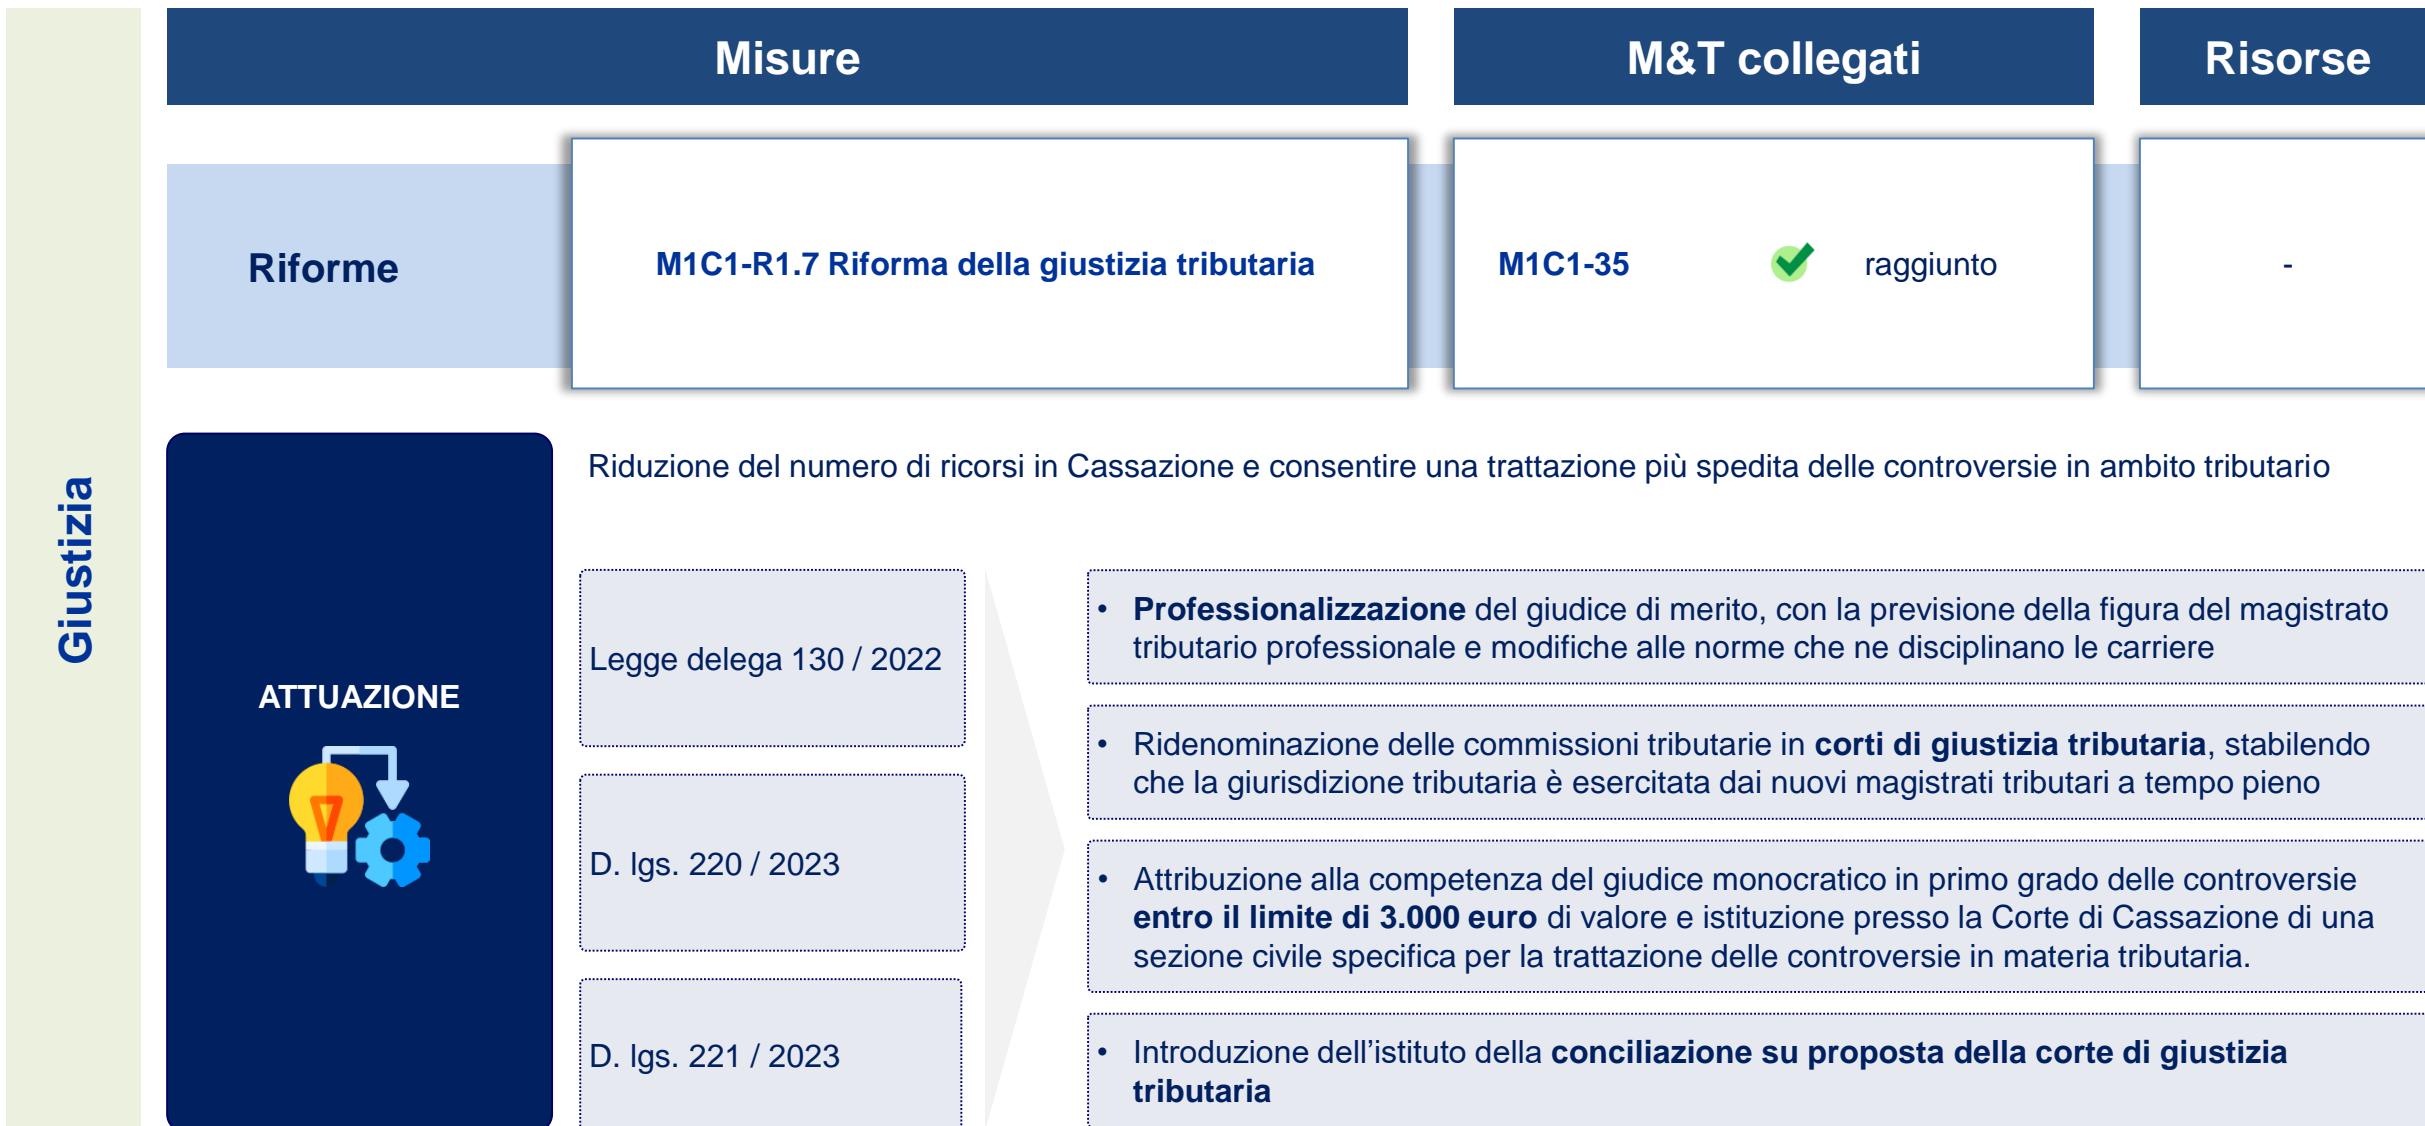 Misure
M&T collegati
Risorse
Giustizia
Riforme
M1C1-R1.7 Riforma della giustizia tributaria
M1C1-35
raggiunto
-
ATTUAZIONE
Riduzione del numero di ricorsi in Cassazione e consentire una trattazione più spedita delle controversie in ambito tributario
Legge delega 130 / 2022
D. lgs. 220 / 2023
D. lgs. 221 / 2023
• Professionalizzazione del giudice di merito, con la previsione della figura del magistrato
tributario professionale e modifiche alle norme che ne disciplinano le carriere
• Ridenominazione delle commissioni tributarie in corti di giustizia tributaria, stabilendo
che la giurisdizione tributaria è esercitata dai nuovi magistrati tributari a tempo pieno
• Attribuzione alla competenza del giudice monocratico in primo grado delle controversie
entro il limite di 3.000 euro di valore e istituzione presso la Corte di Cassazione di una
sezione civile specifica per la trattazione delle controversie in materia tributaria.
• Introduzione dell’istituto della conciliazione su proposta della corte di giustizia
tributaria